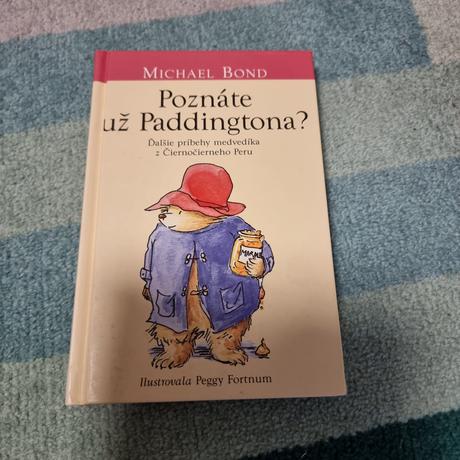 MICHAEL BOND
Poznáte
už Paddingtona?
Ďalšie príbehy medvedíka
z Čiernočierneho Peru
Ilustrovala Peggy Fortnum